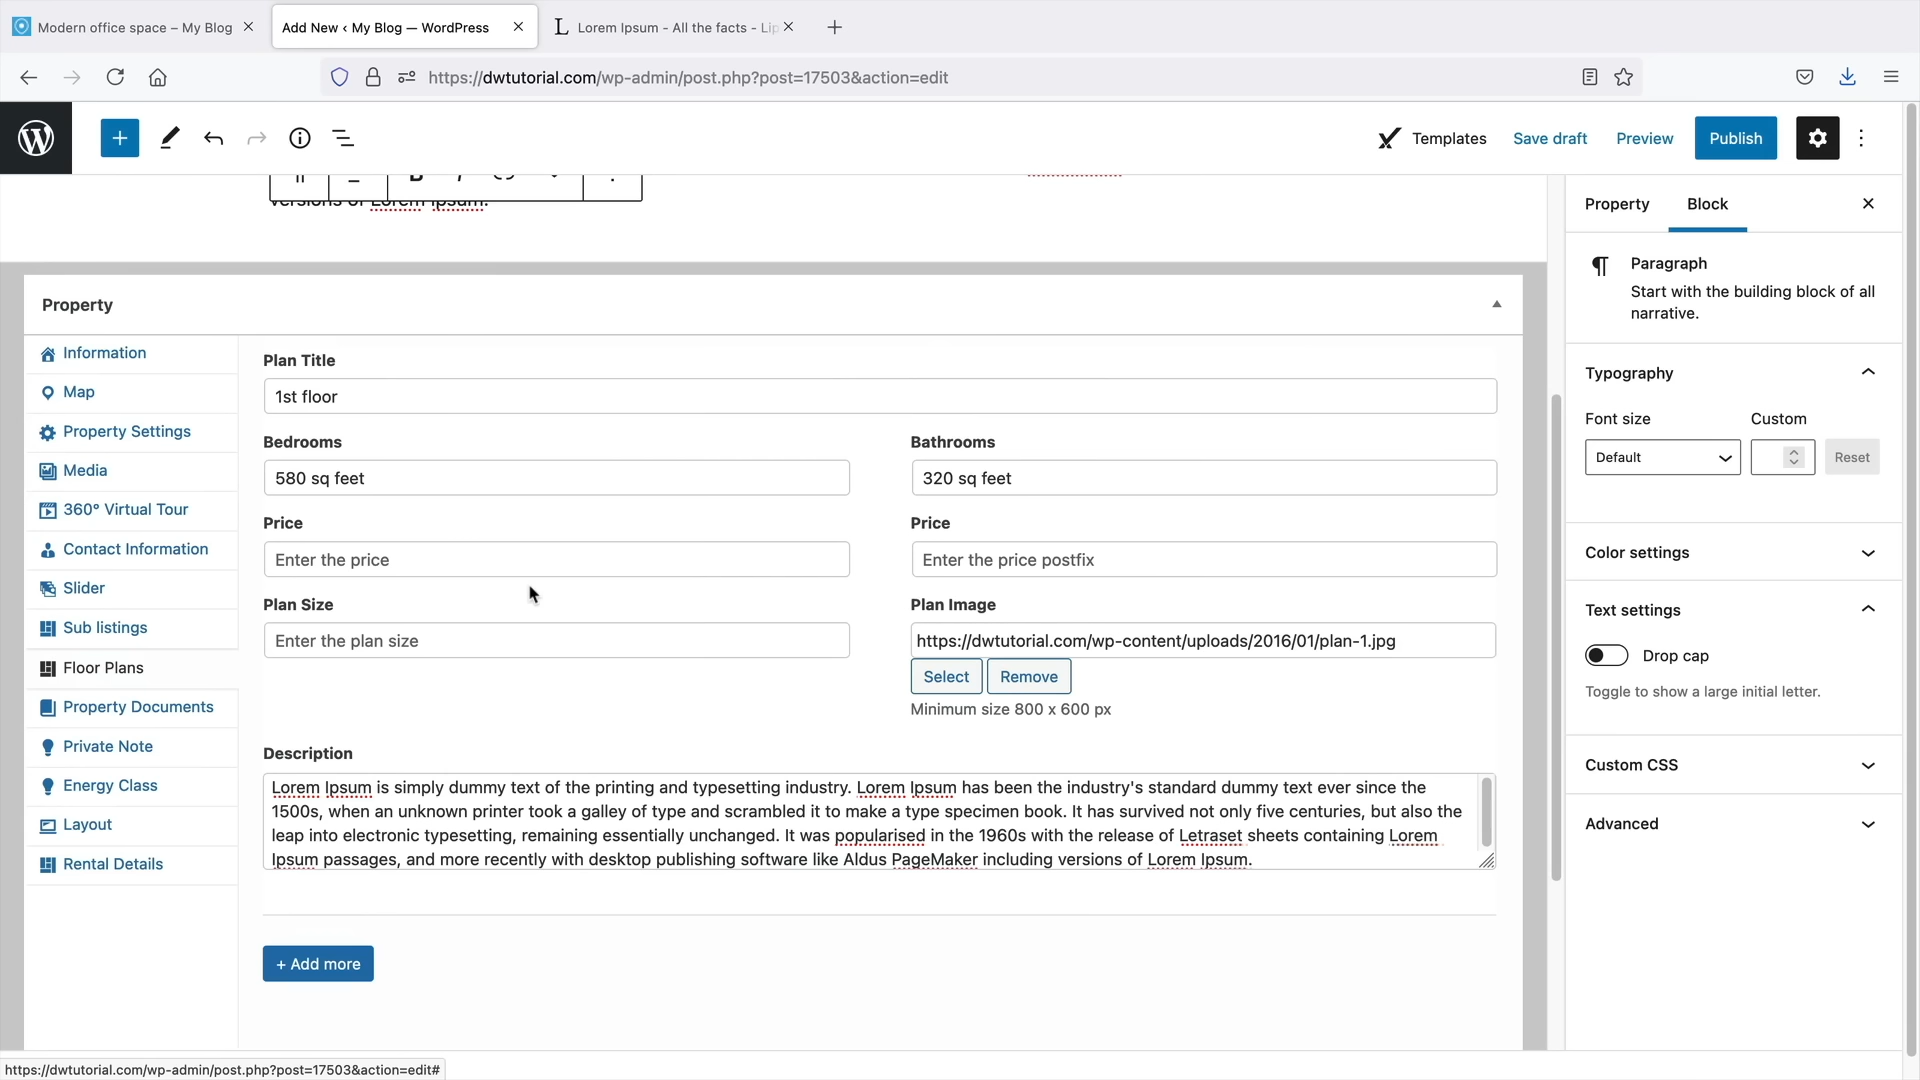 Modern office space – My Blog
Add New ‹ My Blog — WordPress
L Lorem Ipsum - All the facts - Lip
https://dwtutorial.com/wp-admin/post.php?post=17503&action=edit
Templates
Save draft
Preview
Publish
versions of Lorem Ipsum.
Property
Block
Paragraph
Start with the building block of all
narrative.
Typography
Font size
Custom
Default
Reset
Color settings
Text settings
Drop cap
Toggle to show a large initial letter.
Custom CSS
Advanced
Property
Information
Map
Property Settings
Media
360° Virtual Tour
Contact Information
Slider
Sub listings
Floor Plans
Property Documents
Private Note
Energy Class
Layout
Rental Details
Plan Title
1st floor
Bedrooms
580 sq feet
Bathrooms
320 sq feet
Price
Enter the price
Price
Enter the price postfix
Plan Size
Enter the plan size
Plan Image
https://dwtutorial.com/wp-content/uploads/2016/01/plan-1.jpg
Select
Remove
Minimum size 800 x 600 px
Description
Lorem Ipsum is simply dummy text of the printing and typesetting industry. Lorem Ipsum has been the industry's standard dummy text ever since the
1500s, when an unknown printer took a galley of type and scrambled it to make a type specimen book. It has survived not only five centuries, but also the
leap into electronic typesetting, remaining essentially unchanged. It was popularised in the 1960s with the release of Letraset sheets containing Lorem
Ipsum passages, and more recently with desktop publishing software like Aldus PageMaker including versions of Lorem Ipsum.
+ Add more
https://dwtutorial.com/wp-admin/post.php?post=17503&action=edit#